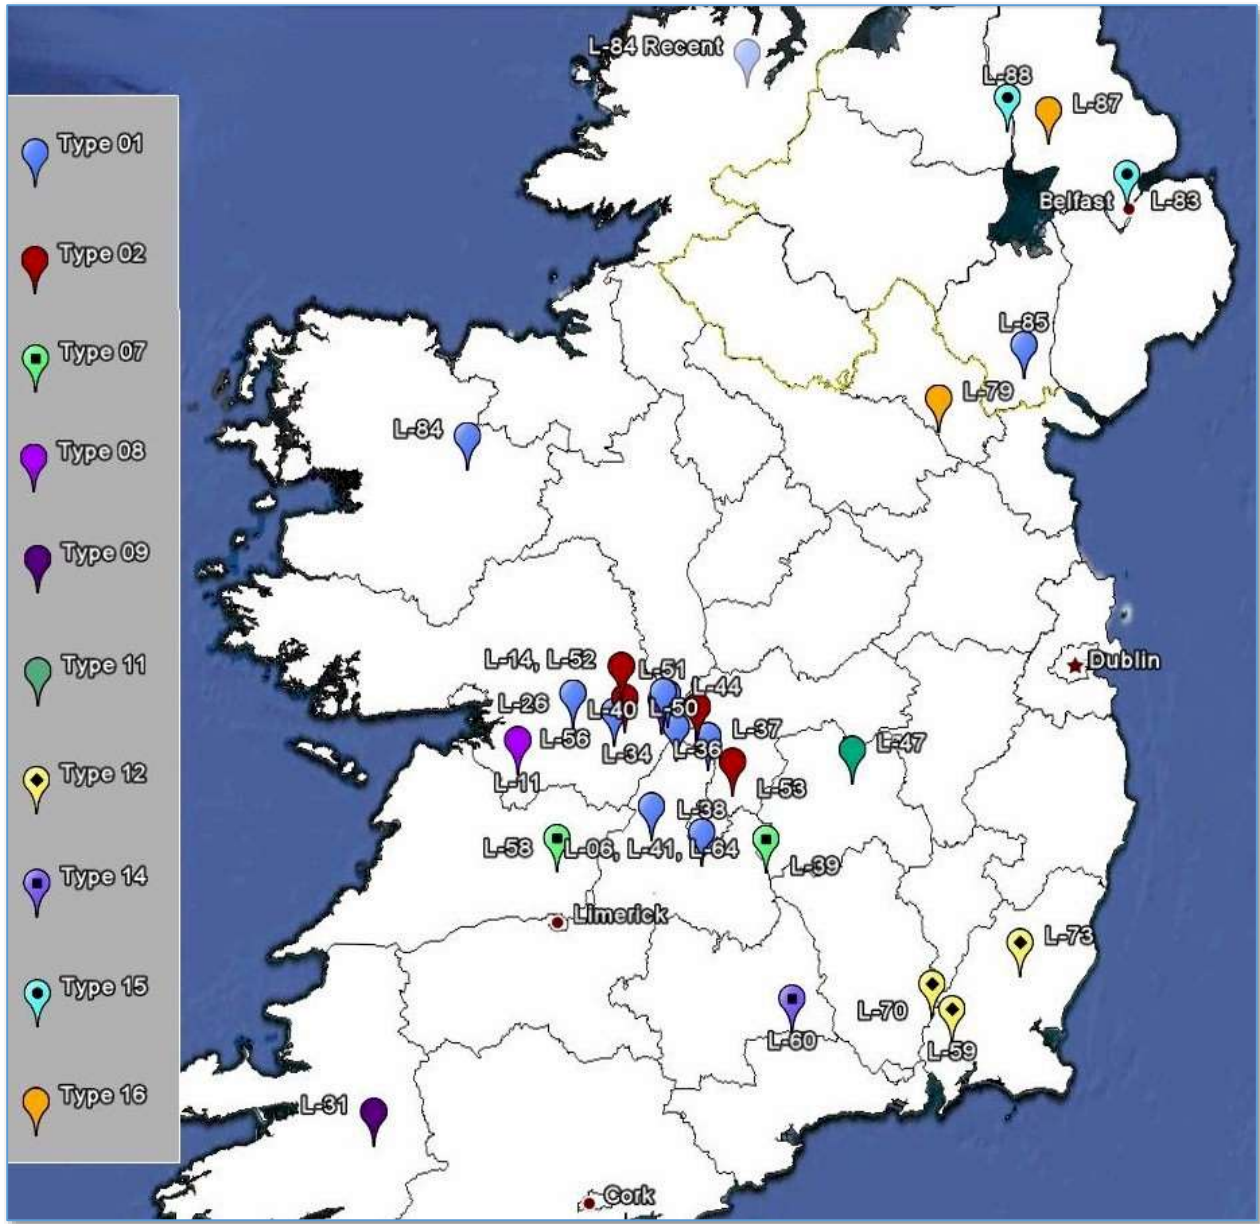 L-84 Recent
L-88
L-87
Type 01
Belfast
L-83
Type 02
L-85
Type 07
L-79
L-84
Type 08
Type 09
Type 11
L-14, L-52
L-51
Dublin
L-44
L-26
L-40
L-50
L-56
L-34
L-36
L-37
L-47
Type 12
L-11
L-53
L-38
L-58
L-06, L-41, L-64
L-39
Type 14
Limerick
L-73
Type 15
L-70
L-60
L-59
Type 16
L-31
Cork